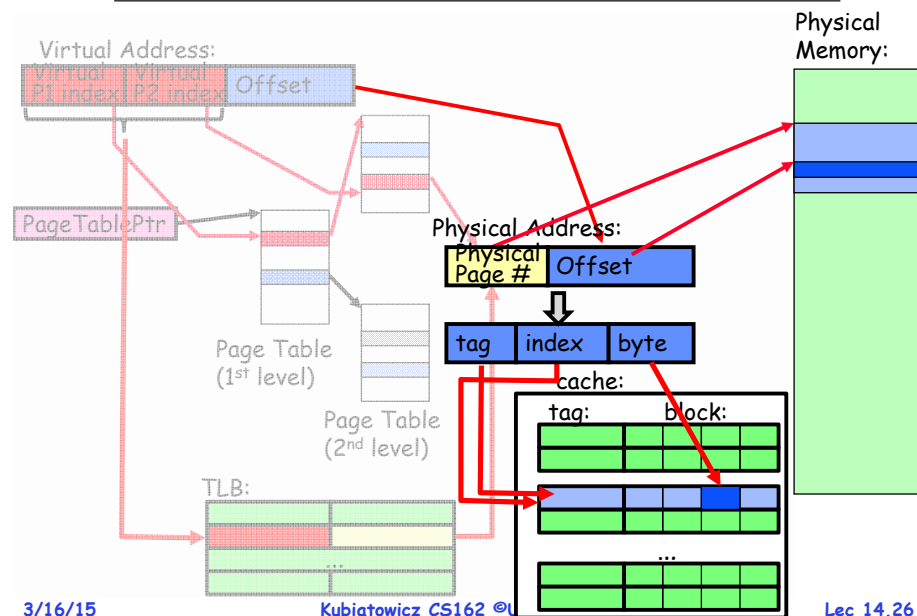 Physical
Memory:
Virtual Address:
Virtual
P1 index
Virtual
P2 index
Offset
PageTablePtr
Physical Address:
Physical
Page #
Offset
tag
index
byte
Page Table
(1st level)
cache:
tag:
block:
Page Table
(2nd level)
TLB:
...
...
3/16/15
Kubiatowicz CS162 ©U
Lec 14.26